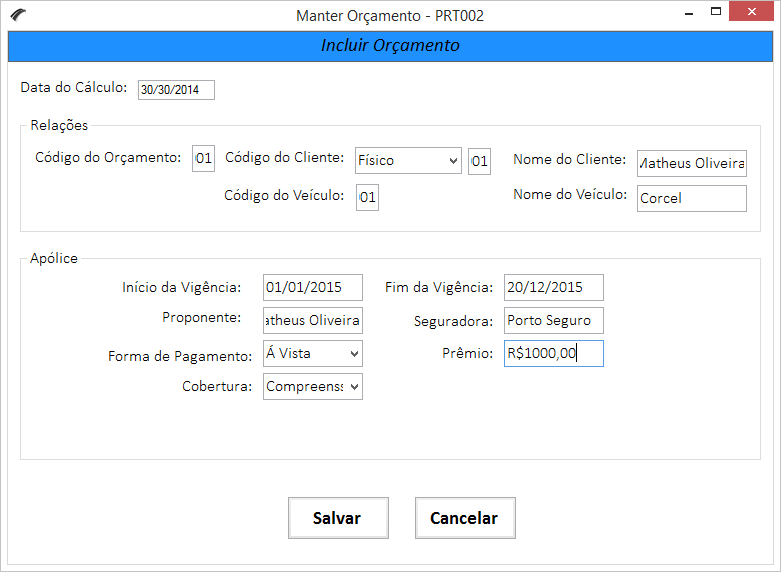 Manter Orçamento - PRT002
Incluir Orçamento
Data do Cálculo: 30/30/2014
Relações
Código do Orçamento: 01 Código do Cliente: Físico 01 Nome do Cliente: Matheus Oliveira
Código do Veículo: 01 Nome do Veículo: Corcel
Apólice
Início da Vigência: 01/01/2015 Fim da Vigência: 20/12/2015
Proponente: atheus Oliveira Seguradora: Porto Seguro
Forma de Pagamento: Á Vista Prêmio: R$1000,00
Cobertura: Compreenss
Salvar Cancelar